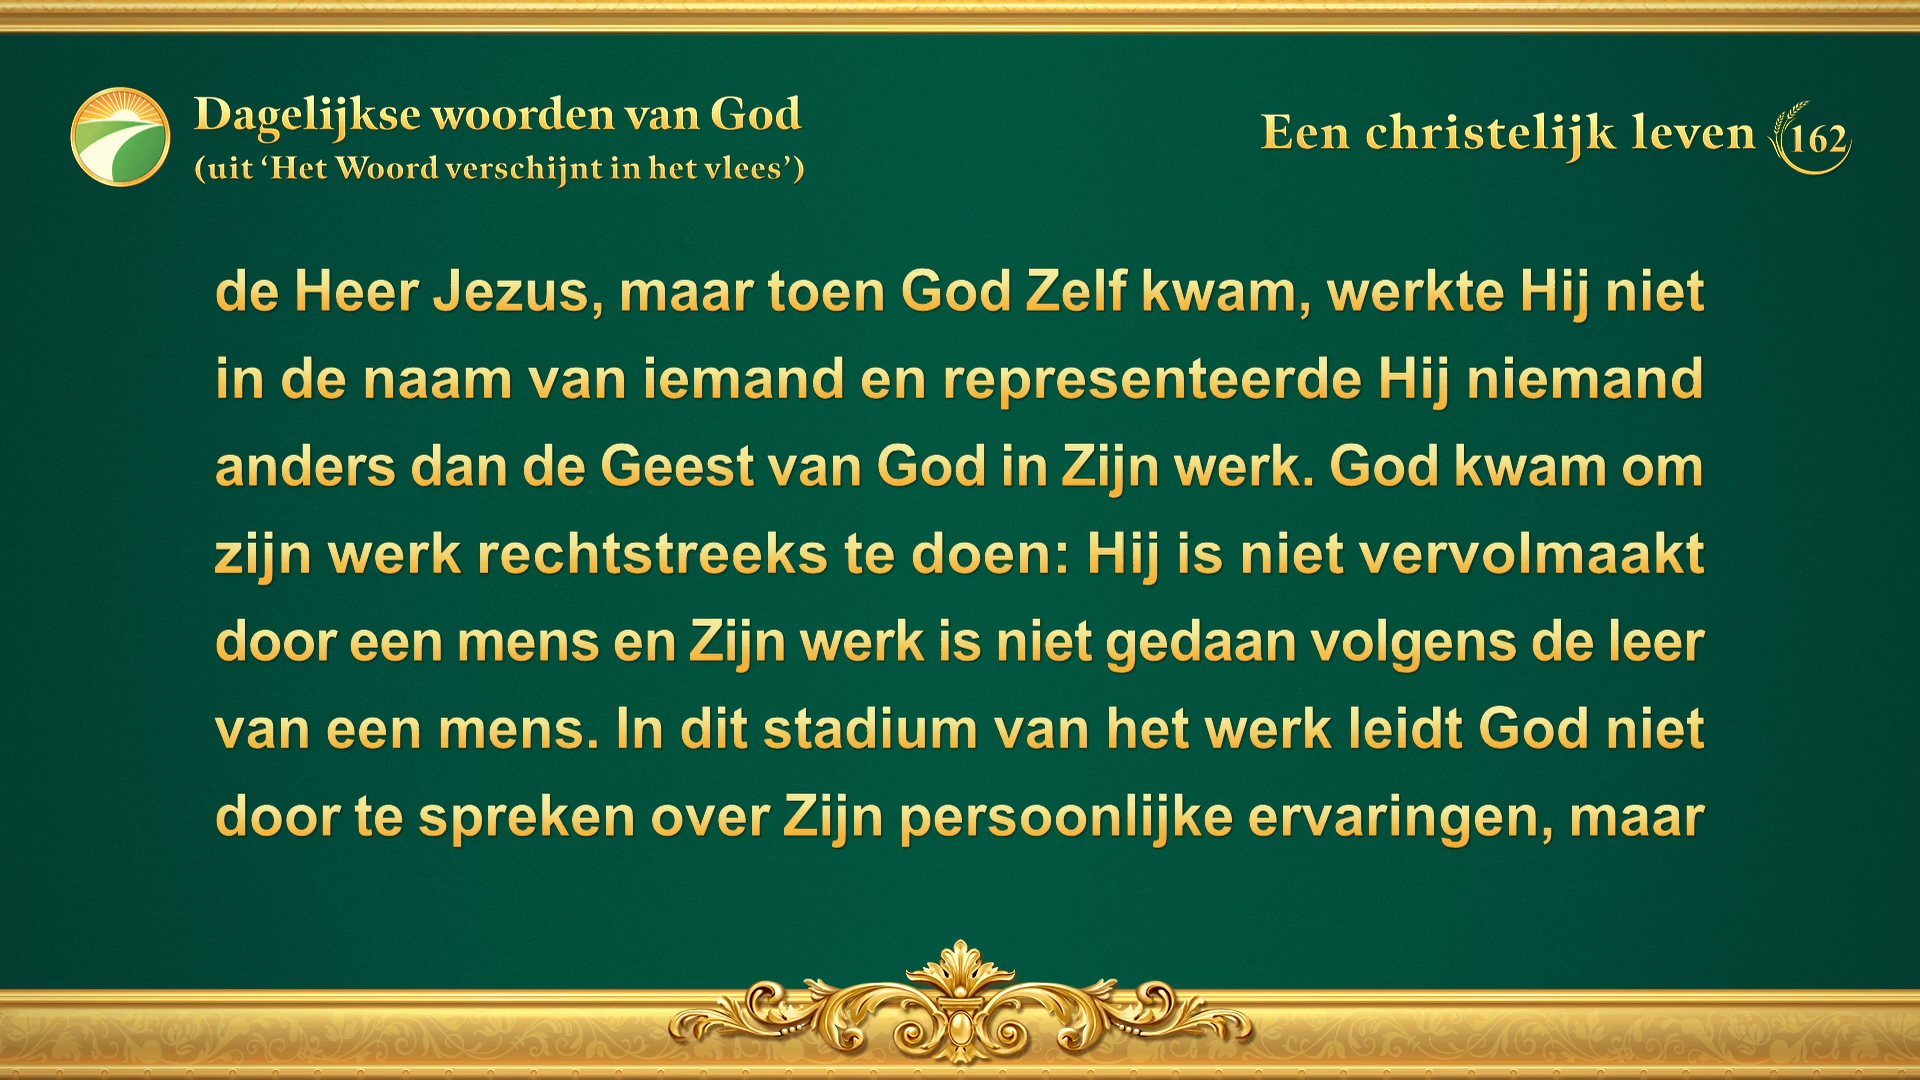 Dagelijkse woorden van God
(uit ‘Het Woord verschijnt in het vlees’)
Een christelijk leven 162
de Heer Jezus, maar toen God Zelf kwam, werkte Hij niet
in de naam van iemand en representeerde Hij niemand
anders dan de Geest van God in Zijn werk. God kwam om
zijn werk rechtstreeks te doen: Hij is niet vervolmaakt
door een mens en Zijn werk is niet gedaan volgens de leer
van een mens. In dit stadium van het werk leidt God niet
door te spreken over Zijn persoonlijke ervaringen, maar